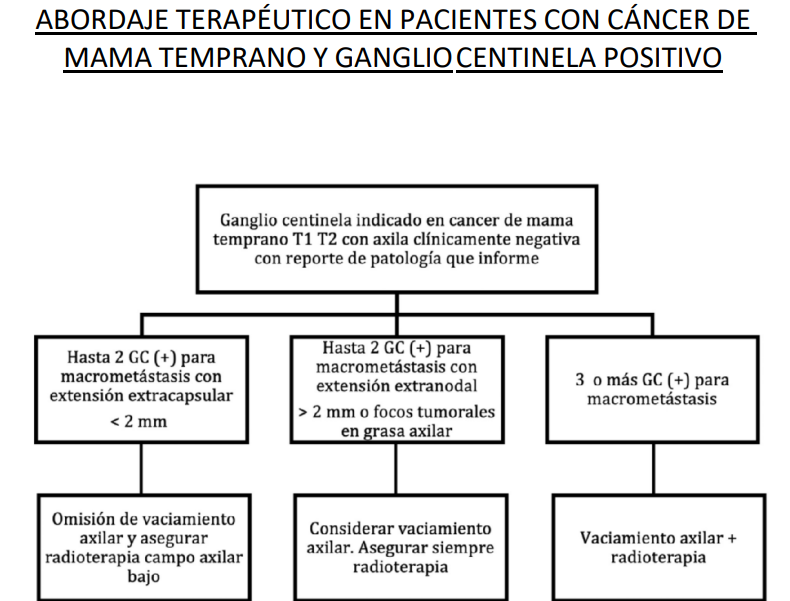 ABORDAJE TERAPÉUTICO EN PACIENTES CON CÁNCER DE
MAMA TEMPRANO Y GANGLIO CENTINELA POSITIVO
Ganglio centinela indicado en cancer de mama
temprano T1 T2 con axila clínicamente negativa
con reporte de patología que informe
Hasta 2 GC (+) para
macrometástasis con
extensión extracapsular
< 2 mm
Hasta 2 GC (+) para
macrometástasis con
extensión extranodal
> 2 mm o focos tumorales
en grasa axilar
3 o más GC (+) para
macrometástasis
Omisión de vaciamiento
axilar y asegurar
radioterapia campo axilar
bajo
Considerar vaciamiento
axilar. Asegurar siempre
radioterapia
Vaciamiento axilar +
radioterapia